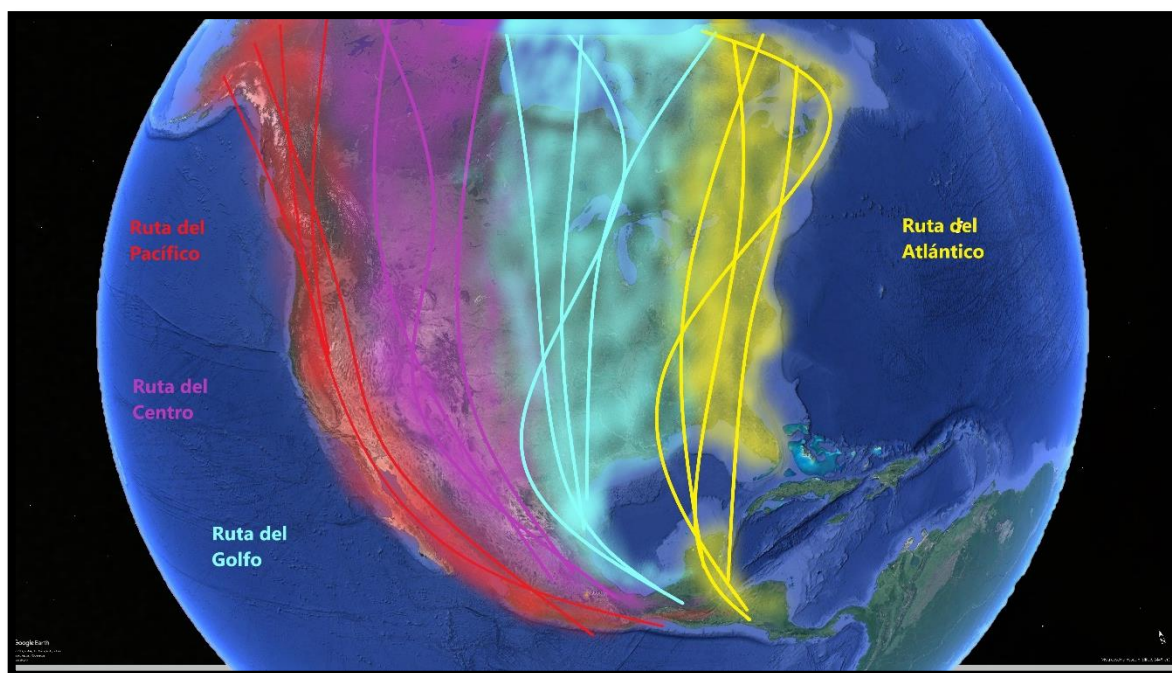 Ruta del
Pacífico
Ruta del
Atlántico
Ruta del
Centro
Ruta del
Golfo
Google Earth